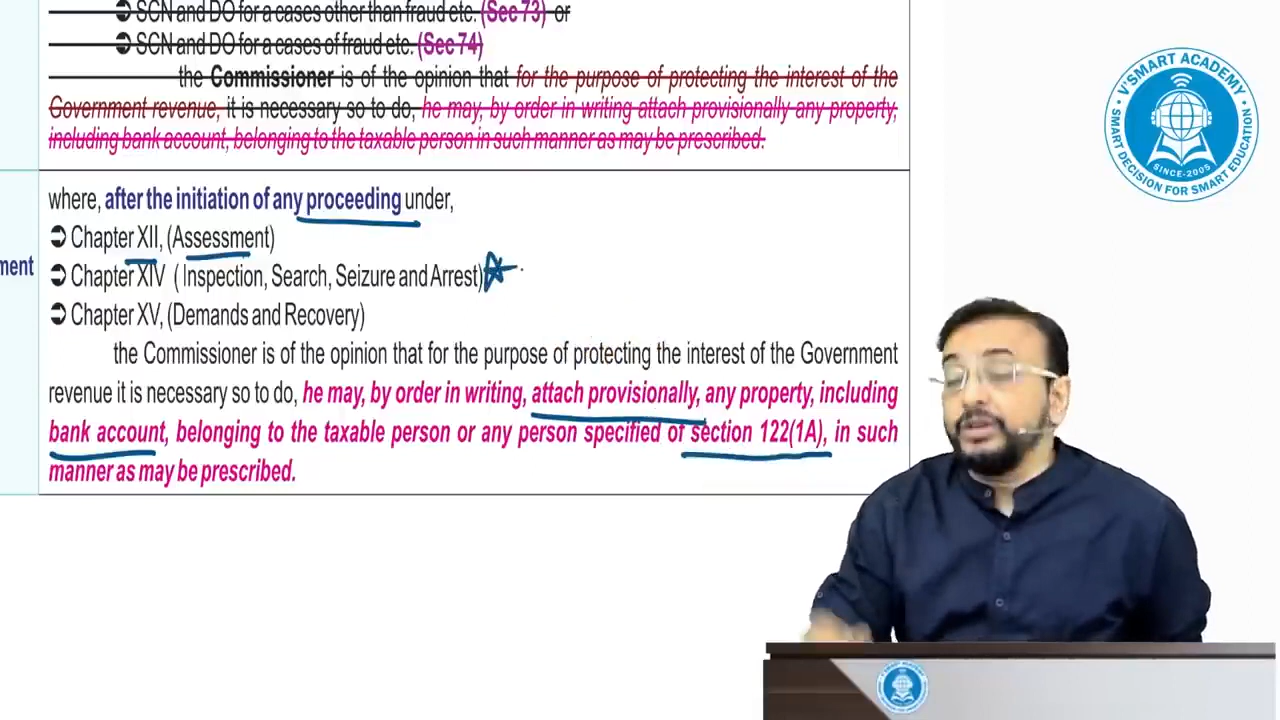 ➲ SCN and DO for a cases other than fraud etc. (Sec 73) or
➲ SCN and DO for a cases of fraud etc. (Sec 74)
the Commissioner is of the opinion that for the purpose of protecting the interest of the
Government revenue, it is necessary so to do, he may, by order in writing attach provisionally any property,
including bank account, belonging to the taxable person in such manner as may be prescribed.
ment
where, after the initiation of any proceeding under,
➲ Chapter XII, (Assessment)
➲ Chapter XIV ( Inspection, Search, Seizure and Arrest)
➲ Chapter XV, (Demands and Recovery)
the Commissioner is of the opinion that for the purpose of protecting the interest of the Government
revenue it is necessary so to do, he may, by order in writing, attach provisionally, any property, including
bank account, belonging to the taxable person or any person specified of section 122(1A), in such
manner as may be prescribed.
V'SMART ACADEMY
SINCE-2005
SMART DECISION FOR SMART EDUCATION